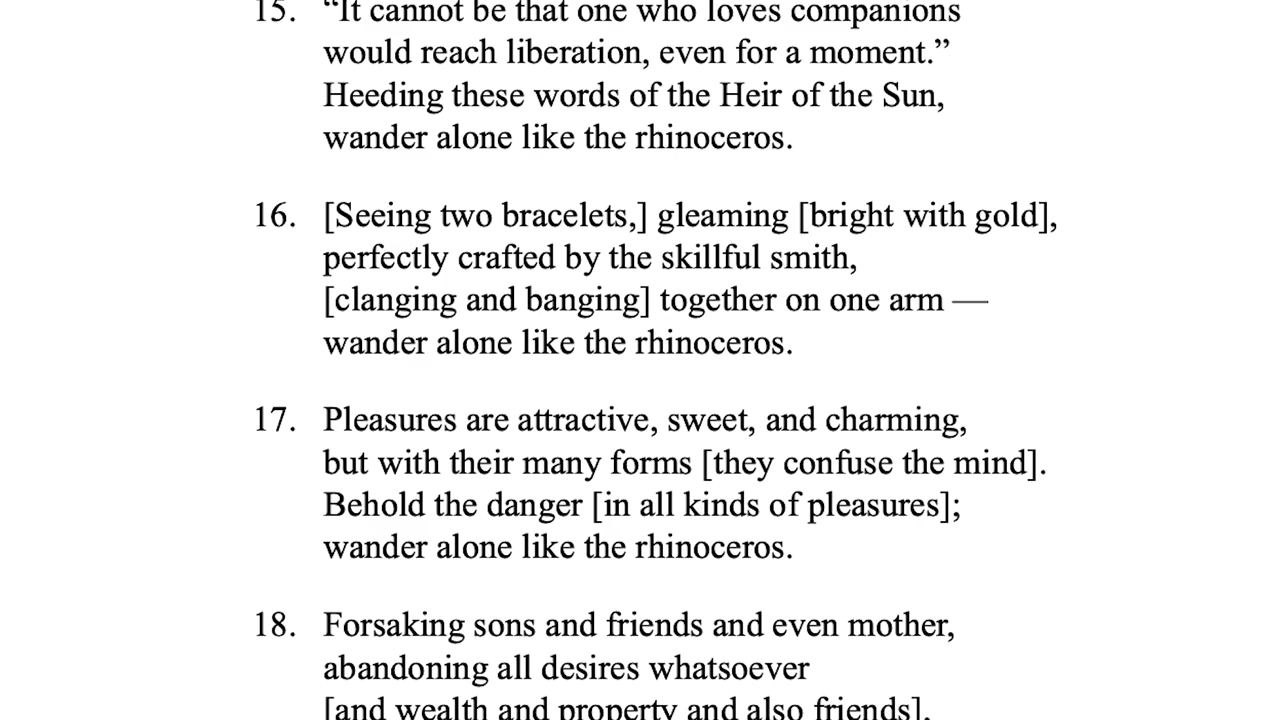 15. “It cannot be that one who loves companions
would reach liberation, even for a moment.”
Heeding these words of the Heir of the Sun,
wander alone like the rhinoceros.
16. [Seeing two bracelets,] gleaming [bright with gold],
perfectly crafted by the skillful smith,
[clanging and banging] together on one arm —
wander alone like the rhinoceros.
17. Pleasures are attractive, sweet, and charming,
but with their many forms [they confuse the mind].
Behold the danger [in all kinds of pleasures];
wander alone like the rhinoceros.
18. Forsaking sons and friends and even mother,
abandoning all desires whatsoever
[and wealth and property and also friends],